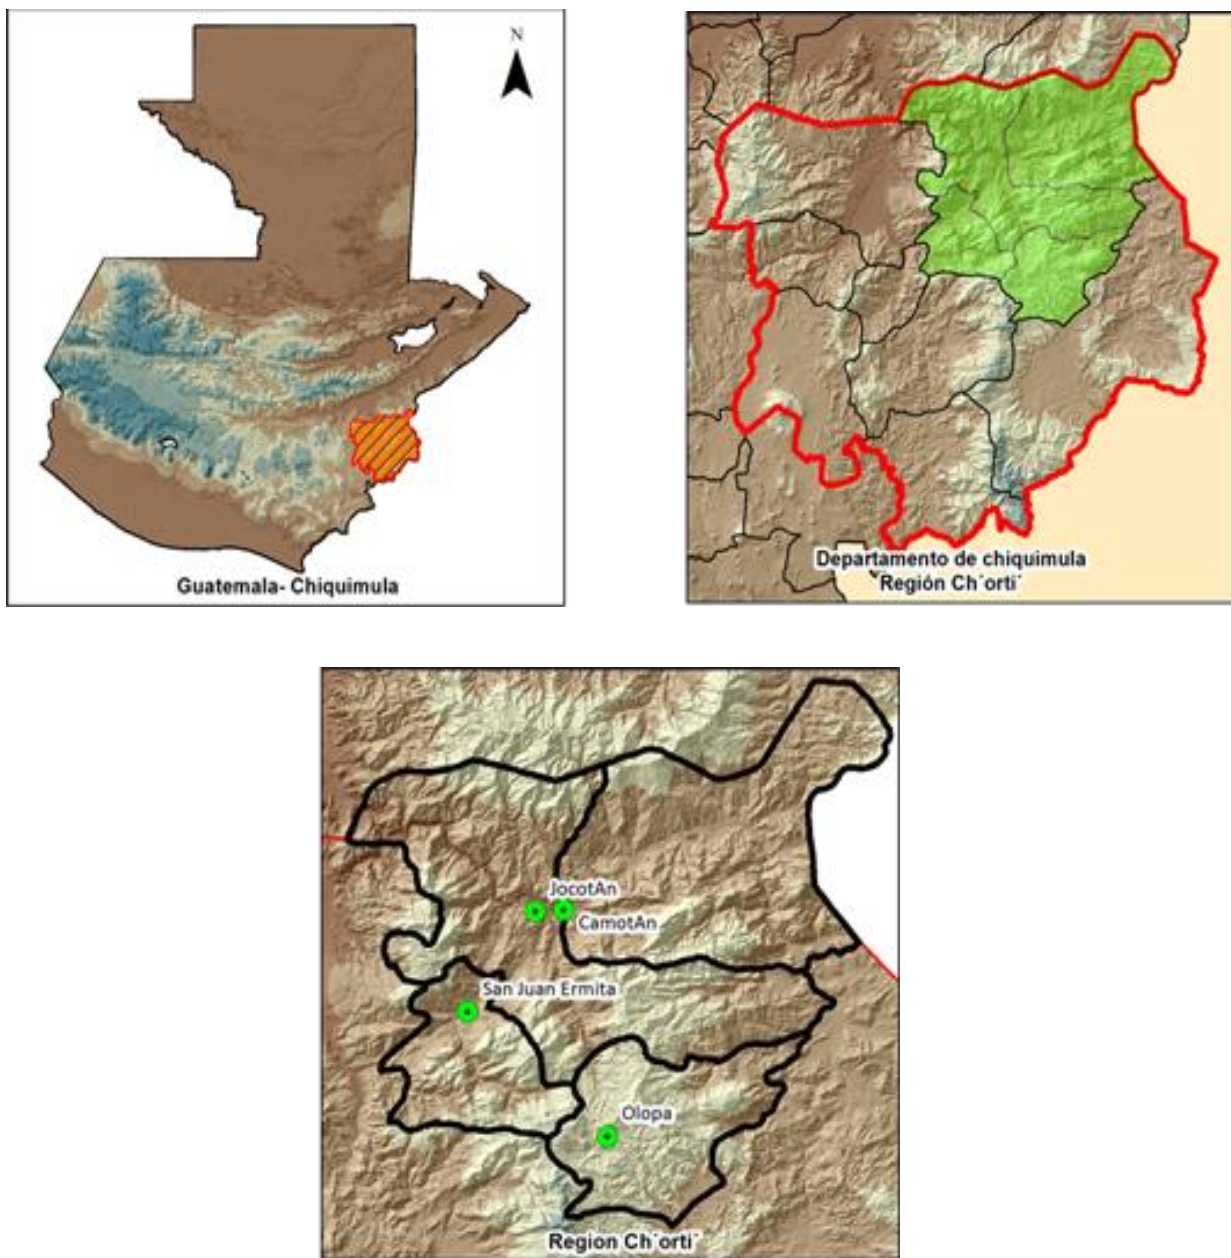 N
Guatemala- Chiquimula
Departamento de chiquimula
Región Ch´orti´
JocotAn
CamotAn
San Juan Ermita
Olopa
Region Ch´orti´